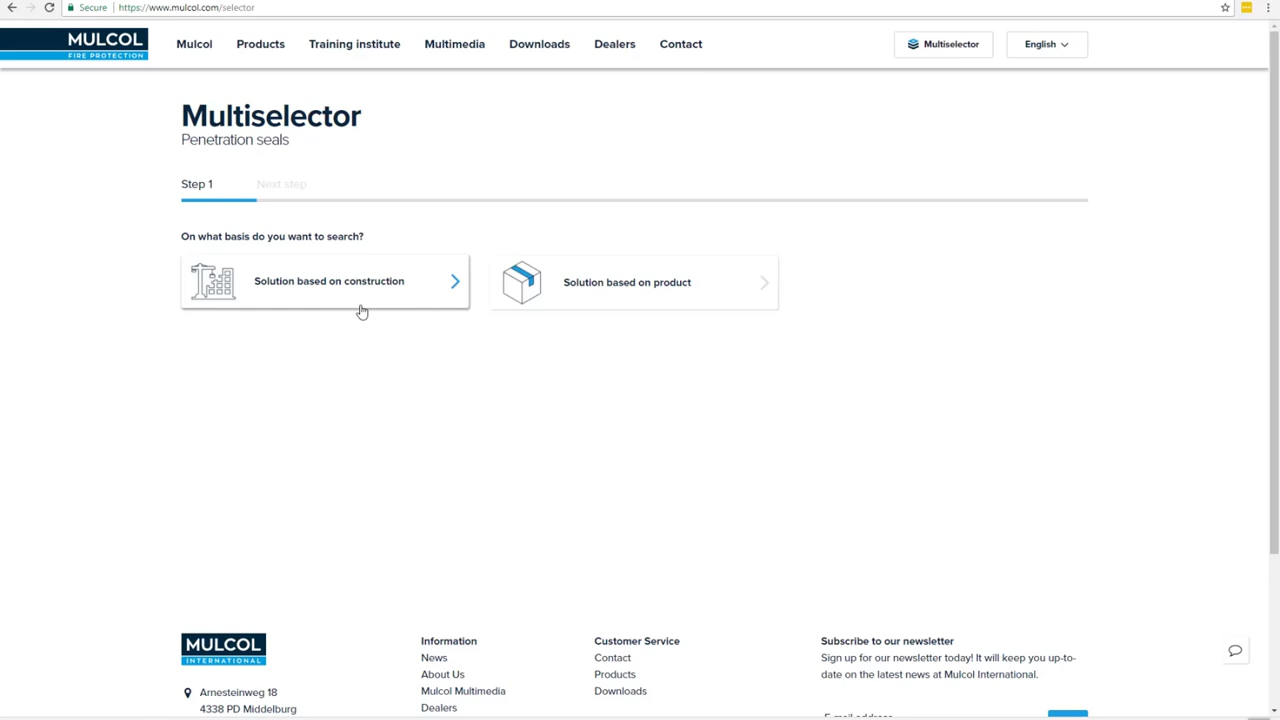 Secure
https://www.mulcol.com/selector
MULCOL
FIRE PROTECTION
Mulcol
Products
Training institute
Multimedia
Downloads
Dealers
Contact
Multiselector
English
Multiselector
Penetration seals
Step 1
Next step
On what basis do you want to search?
Solution based on construction
Solution based on product
MULCOL
INTERNATIONAL
Arnesteinweg 18
4338 PD Middelburg
Information
News
About Us
Mulcol Multimedia
Dealers
Customer Service
Contact
Products
Downloads
Subscribe to our newsletter
Sign up for our newsletter today! It will keep you up-to-
date on the latest news at Mulcol International.
E-mail address